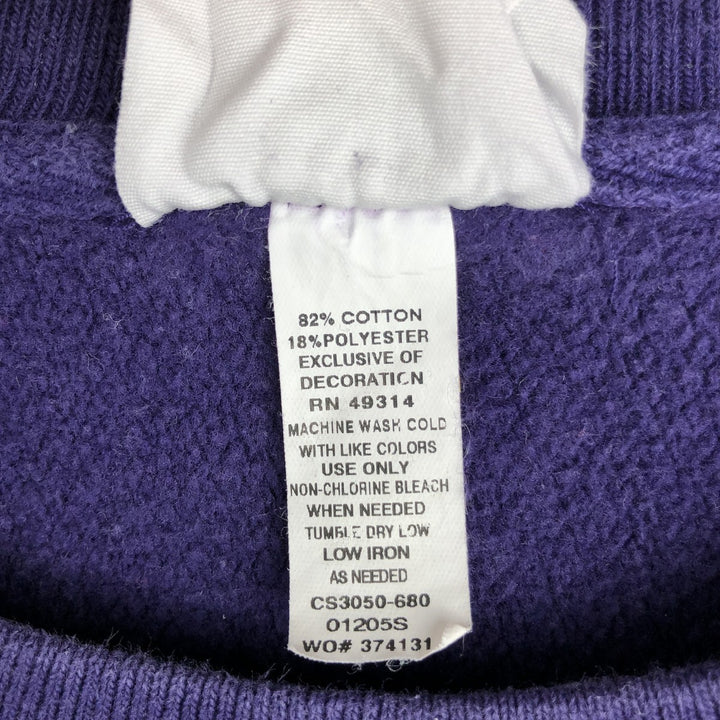 82% COTTON
18%POLYESTER
EXCLUSIVE OF
DECORATION
RN 49314
MACHINE WASH COLD
WITH LIKE COLORS
USE ONLY
NON-CHLORINE BLEACH
WHEN NEEDED
TUMBLE DRY LOW
LOW IRON
AS NEEDED
CS3050-680
01205S
WO# 374131